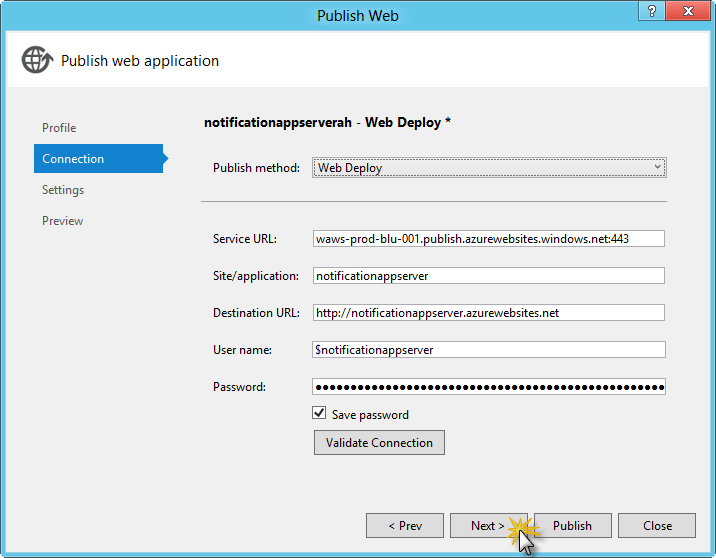 Publish Web
?
Publish web application
Profile
Connection
Settings
Preview
notificationappserverah - Web Deploy *
Publish method: Web Deploy
Service URL: waws-prod-blu-001.publish.azurewebsites.windows.net:443
Site/application: notificationappserver
Destination URL: http://notificationappserver.azurewebsites.net
User name: $notificationappserver
Password: ●●●●●●●●●●●●●●●●●●●●●●●●●●●●●●●●●●●●●●●●●●●●●●●●●●
Save password
Validate Connection
< Prev Next > Publish Close